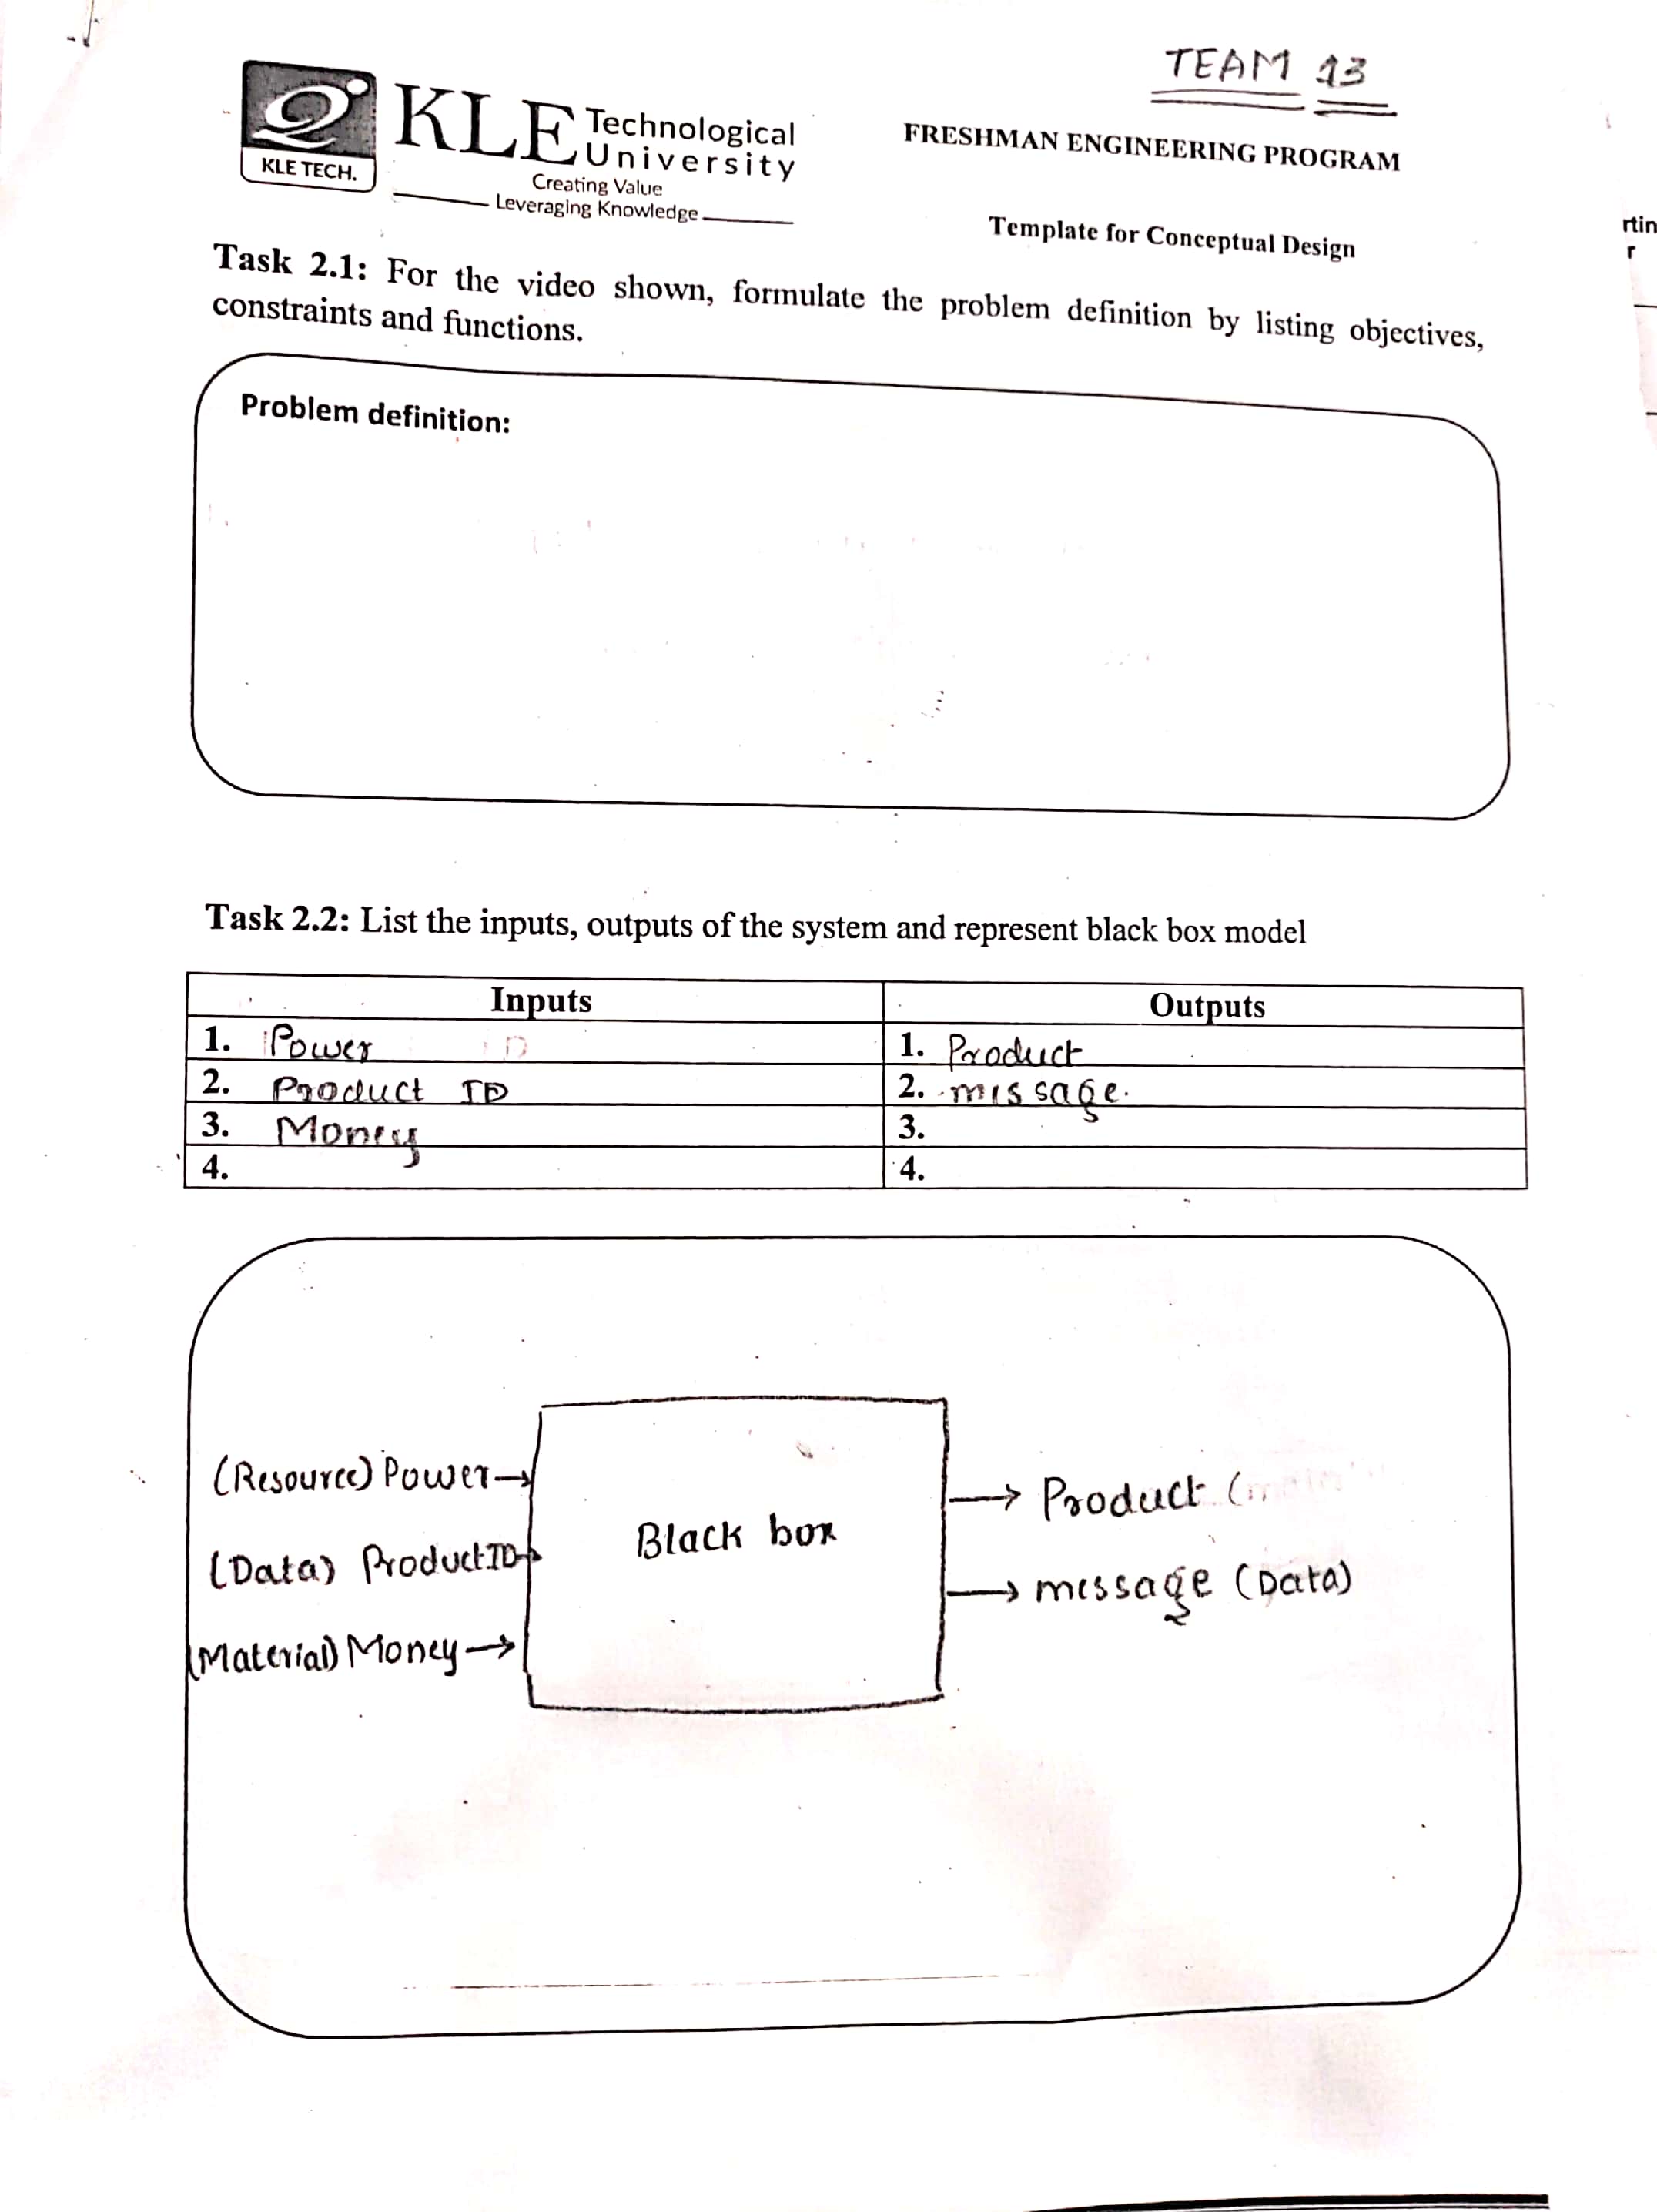 TEAM 13
KLE Technological University
KLE TECH.
Creating Value
Leveraging Knowledge
FRESHMAN ENGINEERING PROGRAM
Template for Conceptual Design
rtin
r
Task 2.1: For the video shown, formulate the problem definition by listing objectives,
constraints and functions.
Problem definition:
Task 2.2: List the inputs, outputs of the system and represent black box model
Inputs Outputs
1. Power 1. Product
2. Product ID 2. message.
3. Money 3.
4. 4.
(Resource) Power → → Product
(Data) Product ID → Black box → message (Data)
(Material) Money →